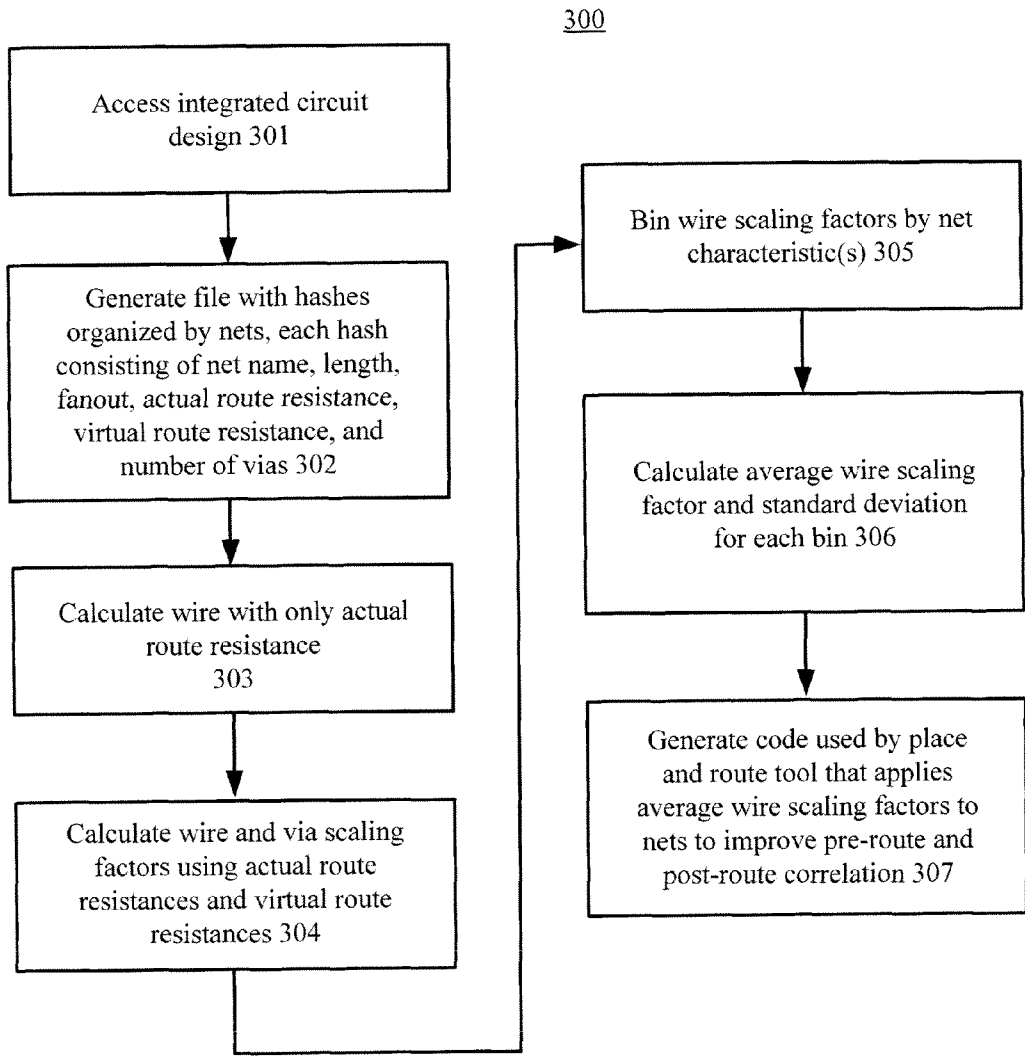 300
Access integrated circuit
design 301
Generate file with hashes
organized by nets, each hash
consisting of net name, length,
fanout, actual route resistance,
virtual route resistance, and
number of vias 302
Calculate wire with only actual
route resistance
303
Calculate wire and via scaling
factors using actual route
resistances and virtual route
resistances 304
Bin wire scaling factors by net
characteristic(s) 305
Calculate average wire scaling
factor and standard deviation
for each bin 306
Generate code used by place
and route tool that applies
average wire scaling factors to
nets to improve pre-route and
post-route correlation 307